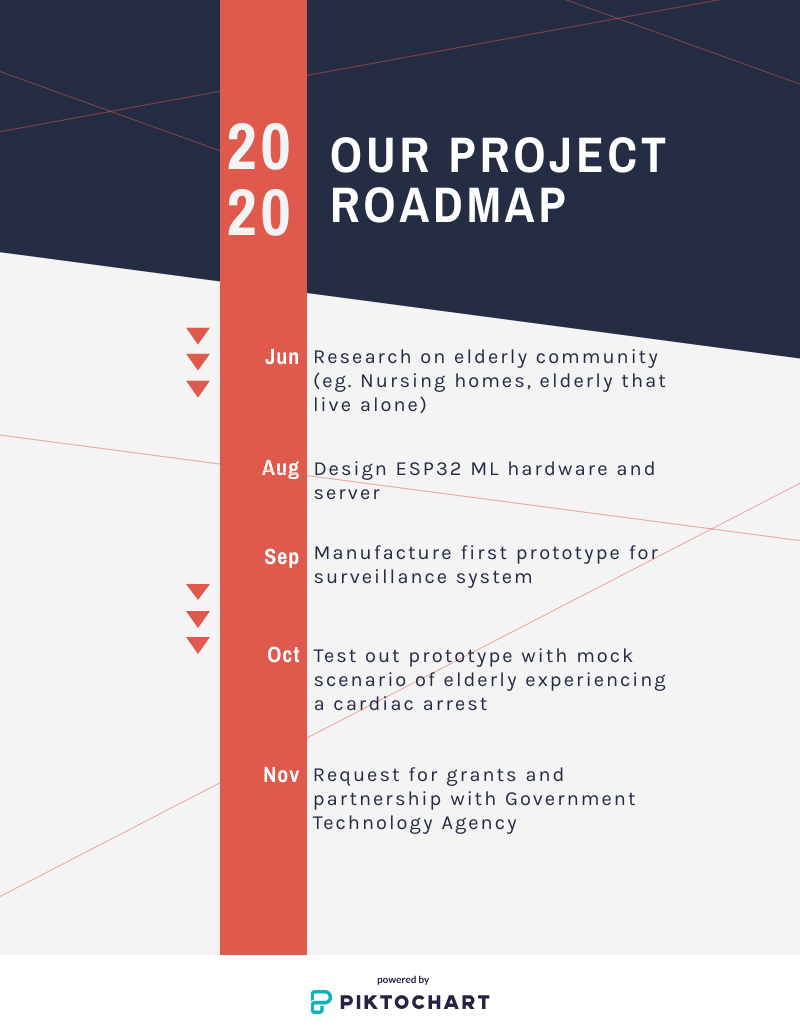 20
20
OUR PROJECT
ROADMAP
Jun
Research on elderly community
(eg. Nursing homes, elderly that
live alone)
Aug
Design ESP32 ML hardware and
server
Sep
Manufacture first prototype for
surveillance system
Oct
Test out prototype with mock
scenario of elderly experiencing
a cardiac arrest
Nov
Request for grants and
partnership with Government
Technology Agency
powered by
PIKTOCHART